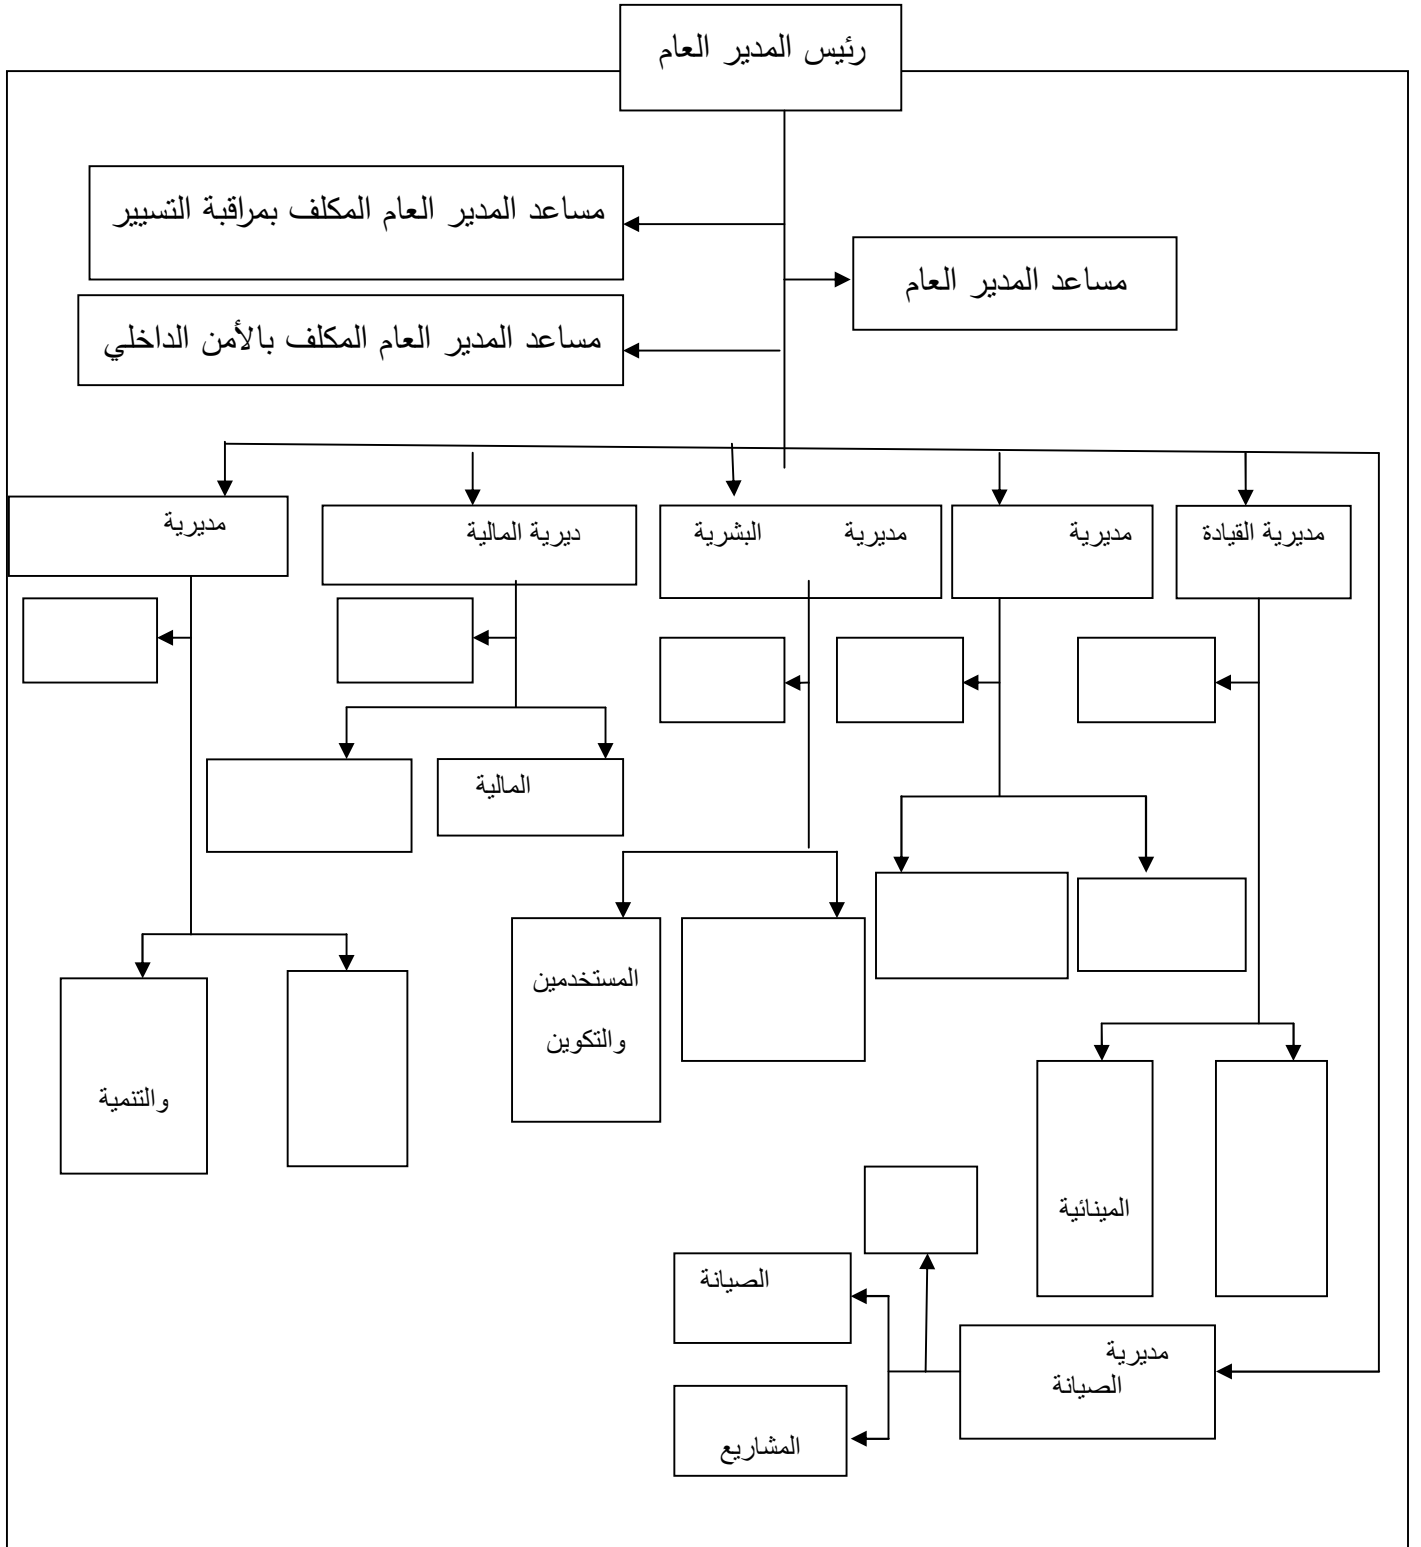 رئيس المدير العام
مساعد المدير العام المكلف بمراقبة التسيير
مساعد المدير العام
مساعد المدير العام المكلف بالأمن الداخلي
مديرية القيادة
مديرية
مديرية البشرية
ديرية المالية
مديرية
المالية
المستخدمين
والتكوين
والتنمية
المينائية
الصيانة
مديرية
الصيانة
المشاريع